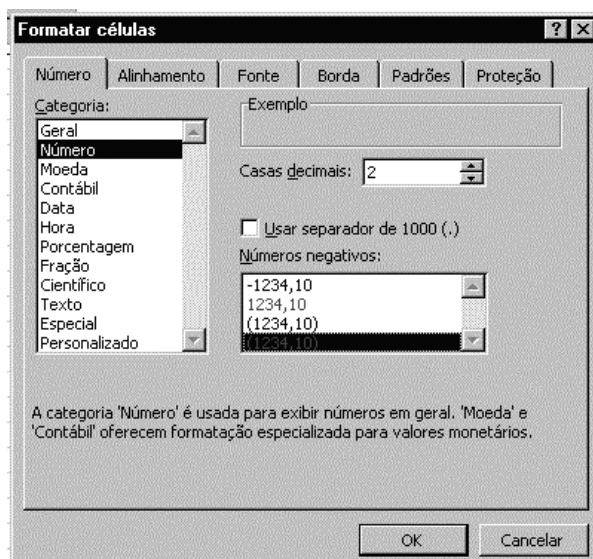 Formatar células
Número Alinhamento Fonte Borda Padrões Proteção
Categoria:
Geral
Número
Moeda
Contábil
Data
Hora
Porcentagem
Fração
Científico
Texto
Especial
Personalizado
Exemplo
Casas decimais: 2
Usar separador de 1000 (.)
Números negativos:
-1234,10
1234,10
(1234,10)
(1234,10)
A categoria 'Número' é usada para exibir números em geral. 'Moeda' e
'Contábil' oferecem formatação especializada para valores monetários.
OK Cancelar